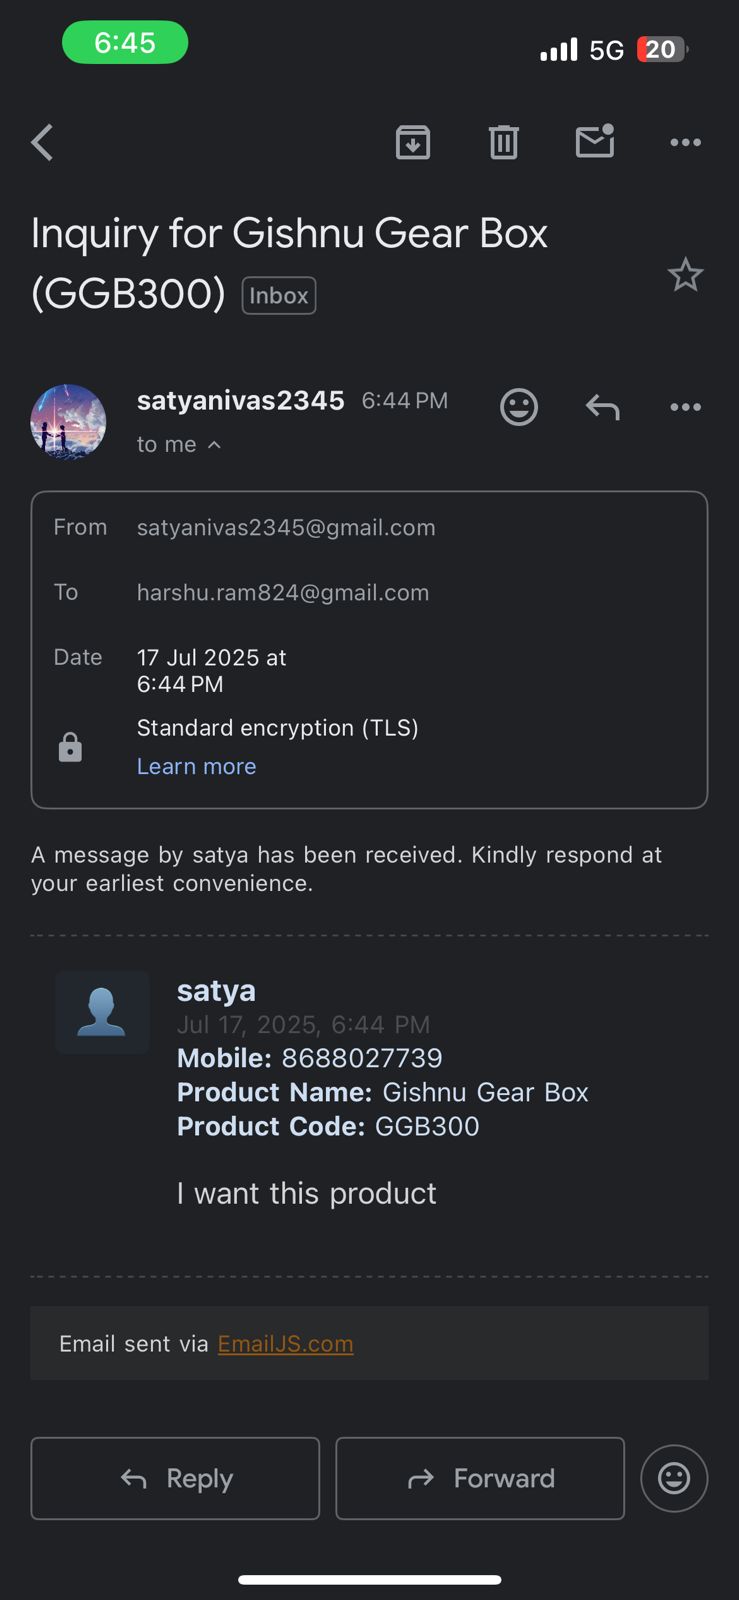 6:45
5G 20
Inquiry for Gishnu Gear Box
(GGB300) Inbox
satyanivas2345 6:44 PM
to me
From satyanivas2345@gmail.com
To harshu.ram824@gmail.com
Date 17 Jul 2025 at
6:44 PM
Standard encryption (TLS)
Learn more
A message by satya has been received. Kindly respond at
your earliest convenience.
satya
Jul 17, 2025, 6:44 PM
Mobile: 8688027739
Product Name: Gishnu Gear Box
Product Code: GGB300
I want this product
Email sent via EmailJS.com
Reply Forward